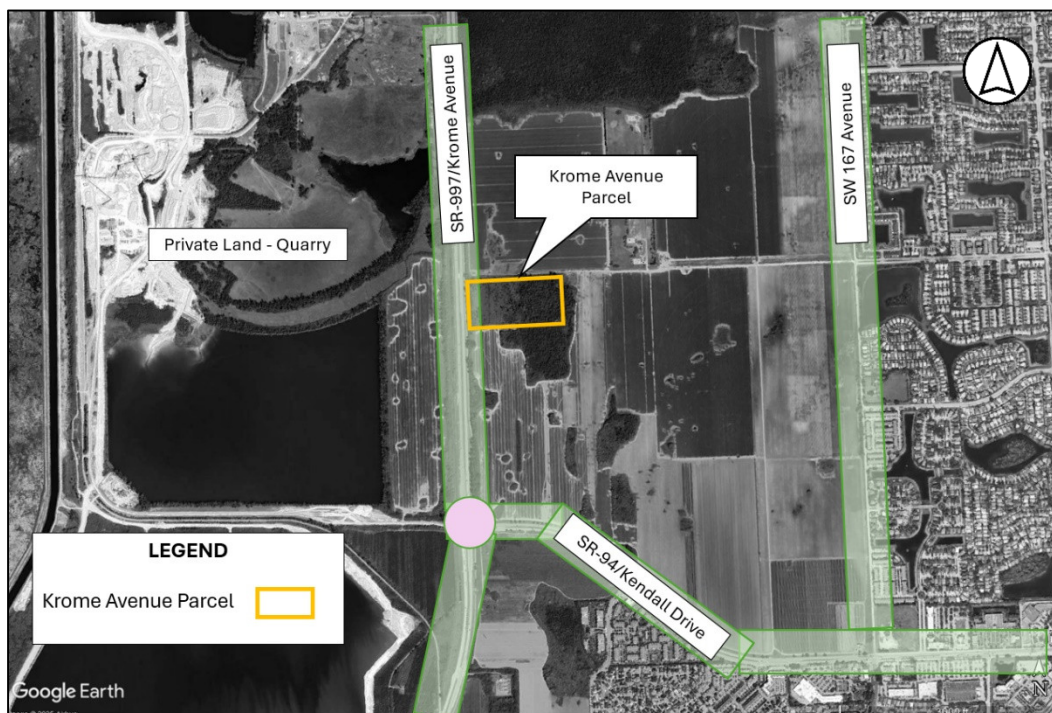 SR-997/Krome Avenue
SW 167 Avenue
Krome Avenue
Parcel
Private Land - Quarry
SR-94/Kendall Drive
LEGEND
Krome Avenue Parcel
Google Earth
N